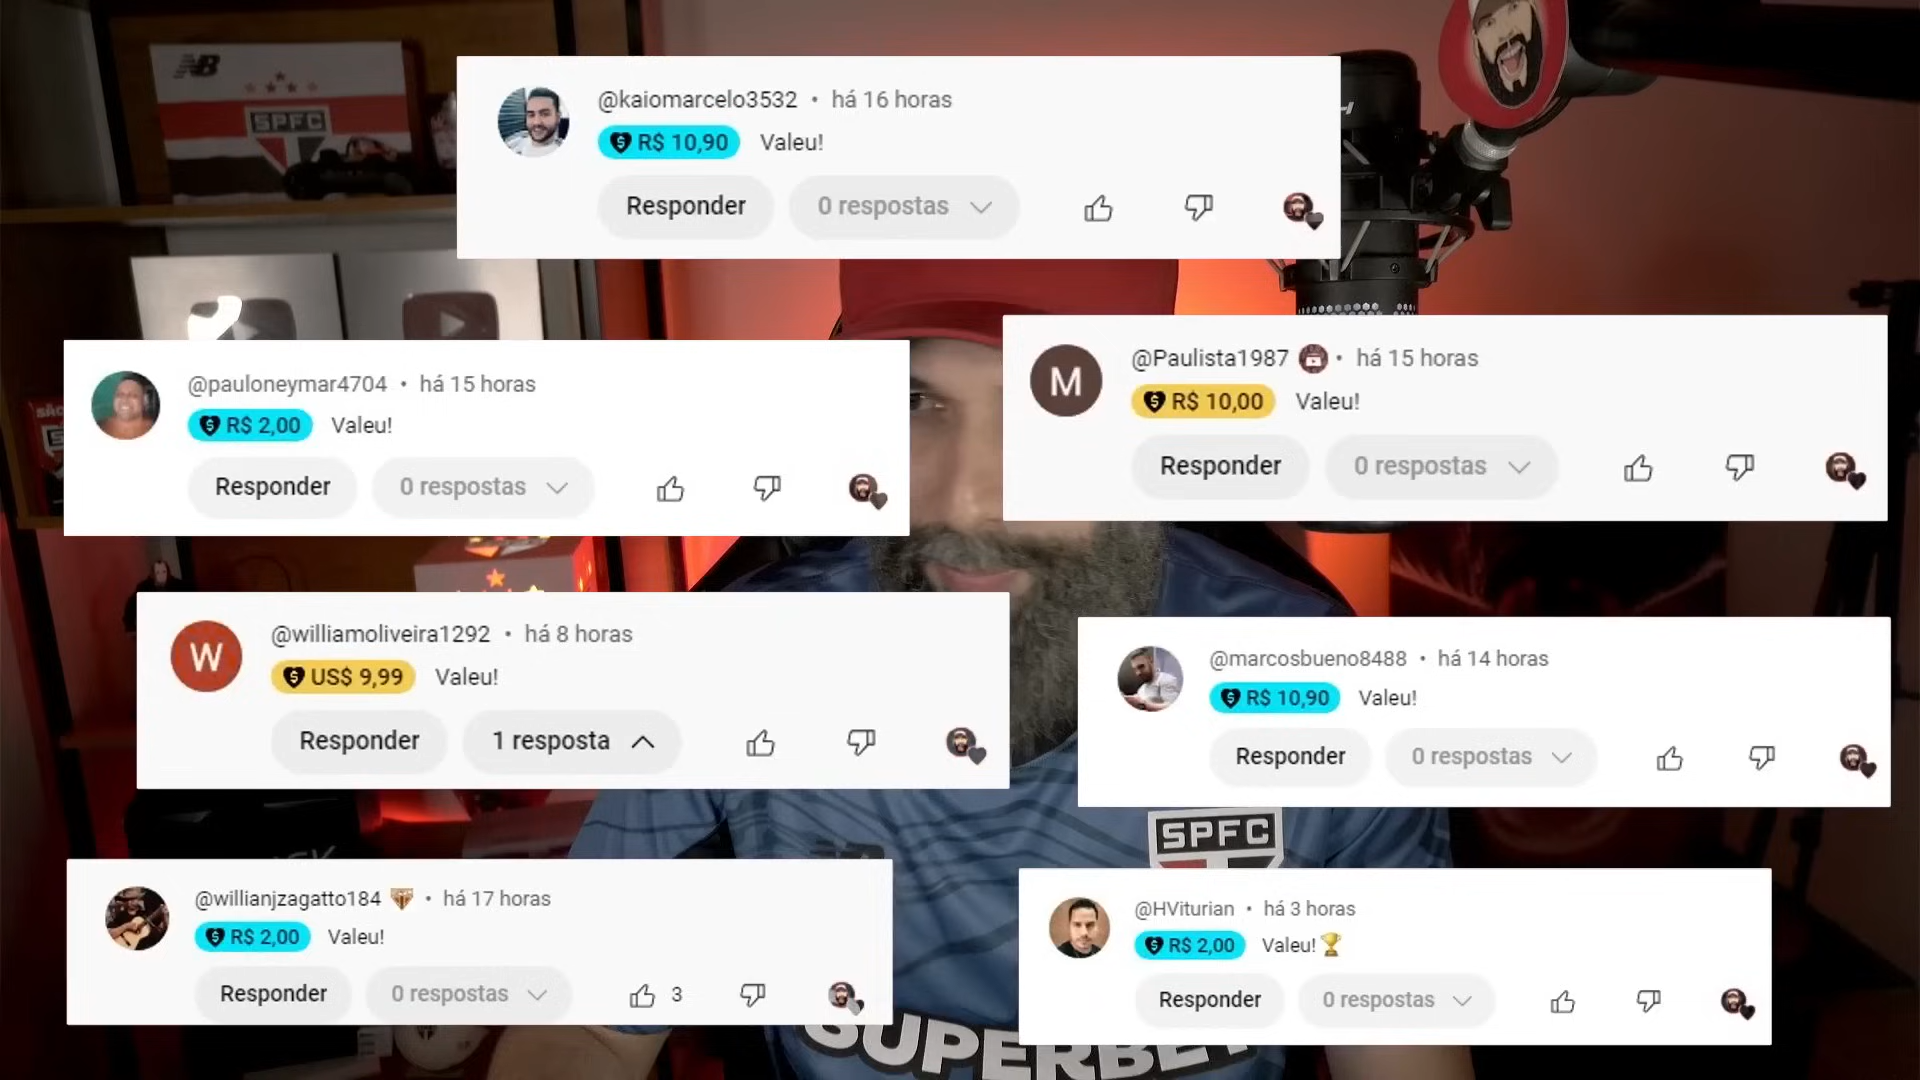 NB
SPFC
@kaiomarcelo3532 • há 16 horas
R$ 10,90 Valeu!
Responder 0 respostas
@pauloneymar4704 • há 15 horas
R$ 2,00 Valeu!
Responder 0 respostas
M
@Paulista1987 • há 15 horas
R$ 10,00 Valeu!
Responder 0 respostas
W
@williamoliveira1292 • há 8 horas
US$ 9,99 Valeu!
Responder 1 resposta
@marcosbueno8488 • há 14 horas
R$ 10,90 Valeu!
Responder 0 respostas
SPFC
@willianjzagatto184 • há 17 horas
R$ 2,00 Valeu!
Responder 0 respostas 3
@HViturian • há 3 horas
R$ 2,00 Valeu!🏆
Responder 0 respostas
SUPERBET